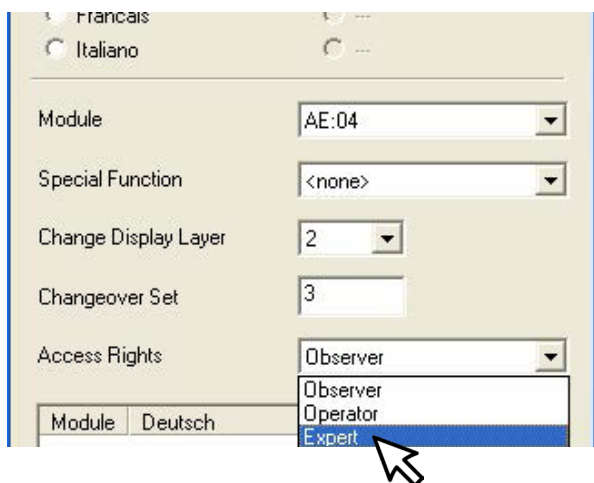 Francais ---
Italiano ---
Module AE:04
Special Function <none>
Change Display Layer 2
Changeover Set 3
Access Rights Observer
Observer
Module Deutsch Operator
Expert